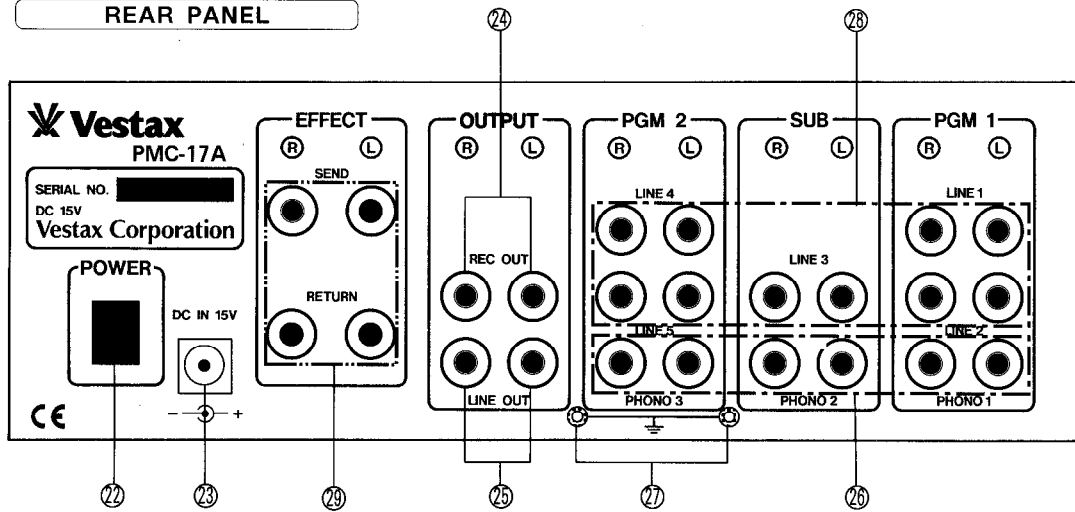 REAR PANEL
24 28
Vestax
PMC-17A
SERIAL NO.
DC 15V
Vestax Corporation
POWER
DC IN 15V
- +
CE
EFFECT
R L
SEND
RETURN
OUTPUT
R L
REC OUT
LINE OUT
PGM 2
R L
LINE 4
LINE 5
PHONO 3
SUB
R L
LINE 3
PHONO 2
PGM 1
R L
LINE 1
LINE 2
PHONO 1
22 23 29 25 27 26